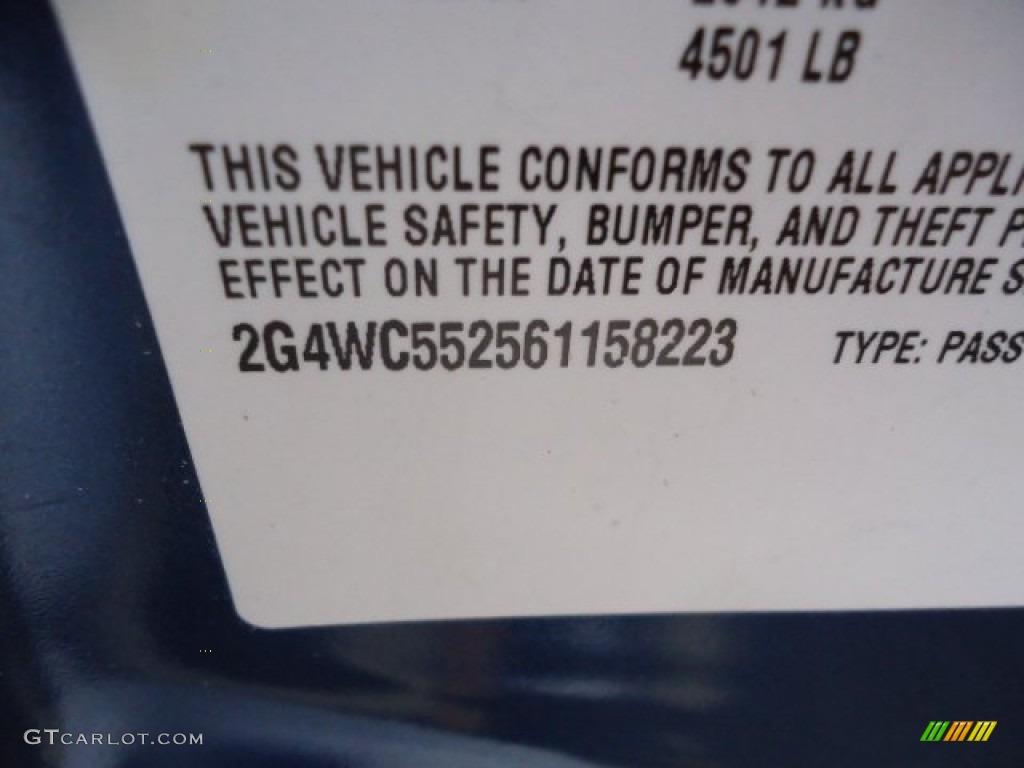 4501 LB
THIS VEHICLE CONFORMS TO ALL
VEHICLE SAFETY, BUMPER, AND THEFT
EFFECT ON THE DATE OF MANUFACTURE
2G4WC552561158223 TYPE: PASS
GTCARLOT.COM